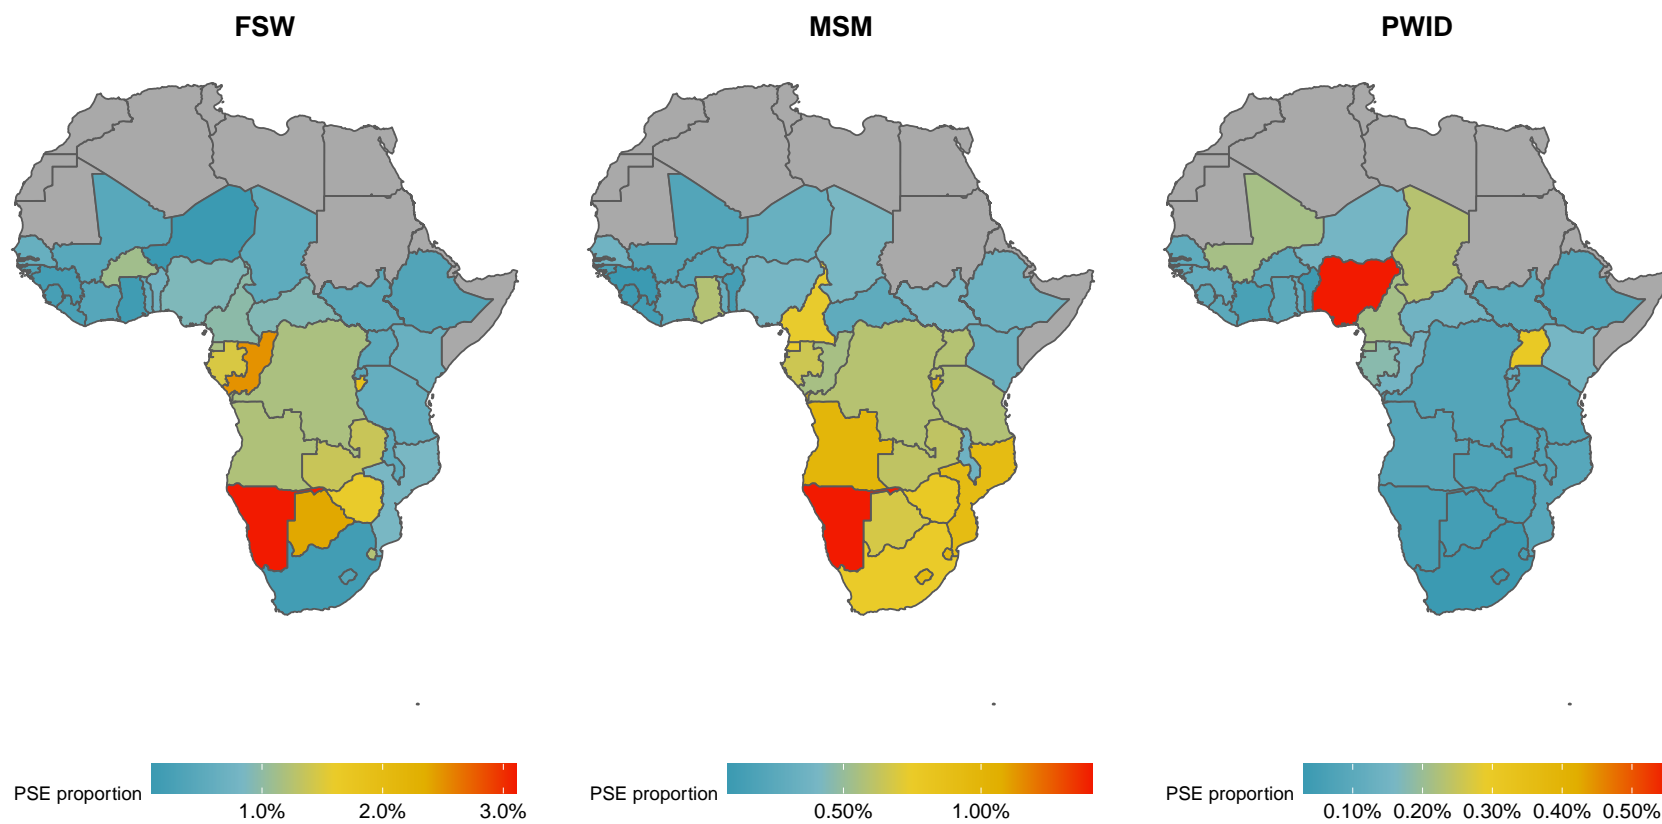 FSW
MSM
PWID
PSE proportion
1.0%
2.0%
3.0%
PSE proportion
0.50%
1.00%
PSE proportion
0.10%
0.20%
0.30%
0.40%
0.50%